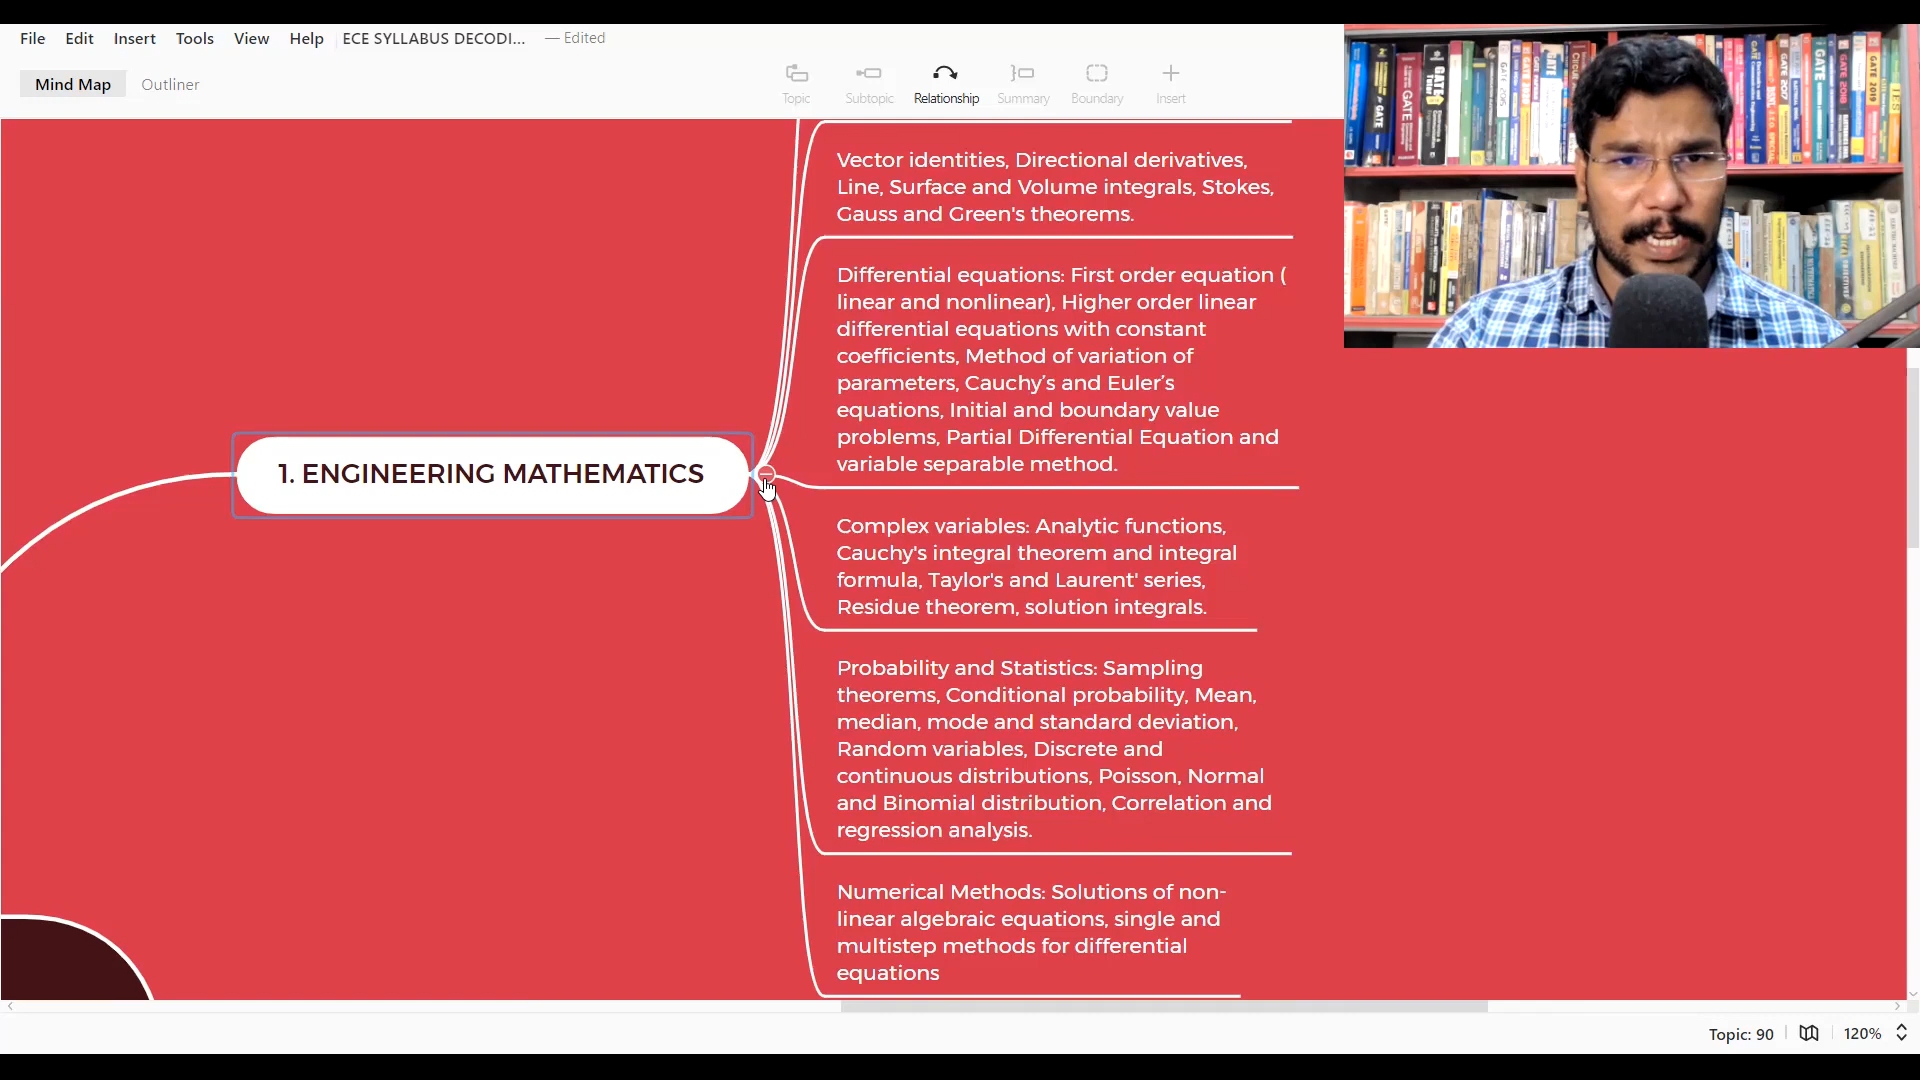 File Edit Insert Tools View Help ECE SYLLABUS DECODI... — Edited
Mind Map Outliner
Topic Subtopic Relationship Summary Boundary Insert
Vector identities, Directional derivatives,
Line, Surface and Volume integrals, Stokes,
Gauss and Green's theorems.
Differential equations: First order equation (
linear and nonlinear), Higher order linear
differential equations with constant
coefficients, Method of variation of
parameters, Cauchy’s and Euler’s
equations, Initial and boundary value
problems, Partial Differential Equation and
variable separable method.
1. ENGINEERING MATHEMATICS
Complex variables: Analytic functions,
Cauchy's integral theorem and integral
formula, Taylor's and Laurent' series,
Residue theorem, solution integrals.
Probability and Statistics: Sampling
theorems, Conditional probability, Mean,
median, mode and standard deviation,
Random variables, Discrete and
continuous distributions, Poisson, Normal
and Binomial distribution, Correlation and
regression analysis.
Numerical Methods: Solutions of non-
linear algebraic equations, single and
multistep methods for differential
equations
Topic: 90 120%
GATE
GATE
GATE